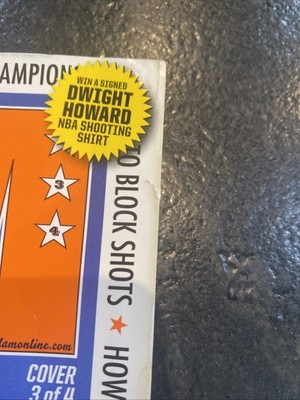 AMPION
WIN A SIGNED
DWIGHT
HOWARD
NBA SHOOTING
SHIRT
TO BLOCK SHOTS ★ HOW
3
4
lamonline.com
COVER
3 of 4